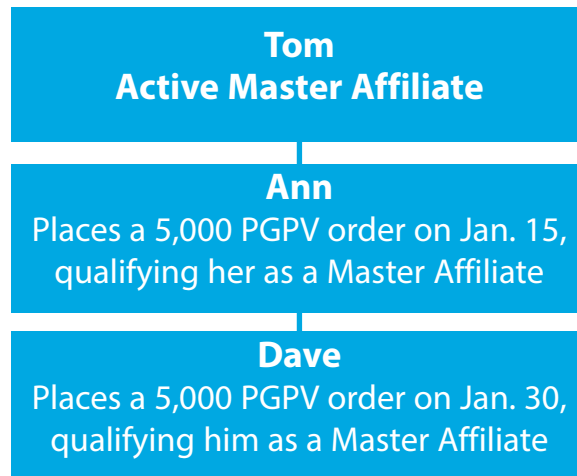 Tom
Active Master Affiliate
Ann
Places a 5,000 PGPV order on Jan. 15,
qualifying her as a Master Affiliate
Dave
Places a 5,000 PGPV order on Jan. 30,
qualifying him as a Master Affiliate